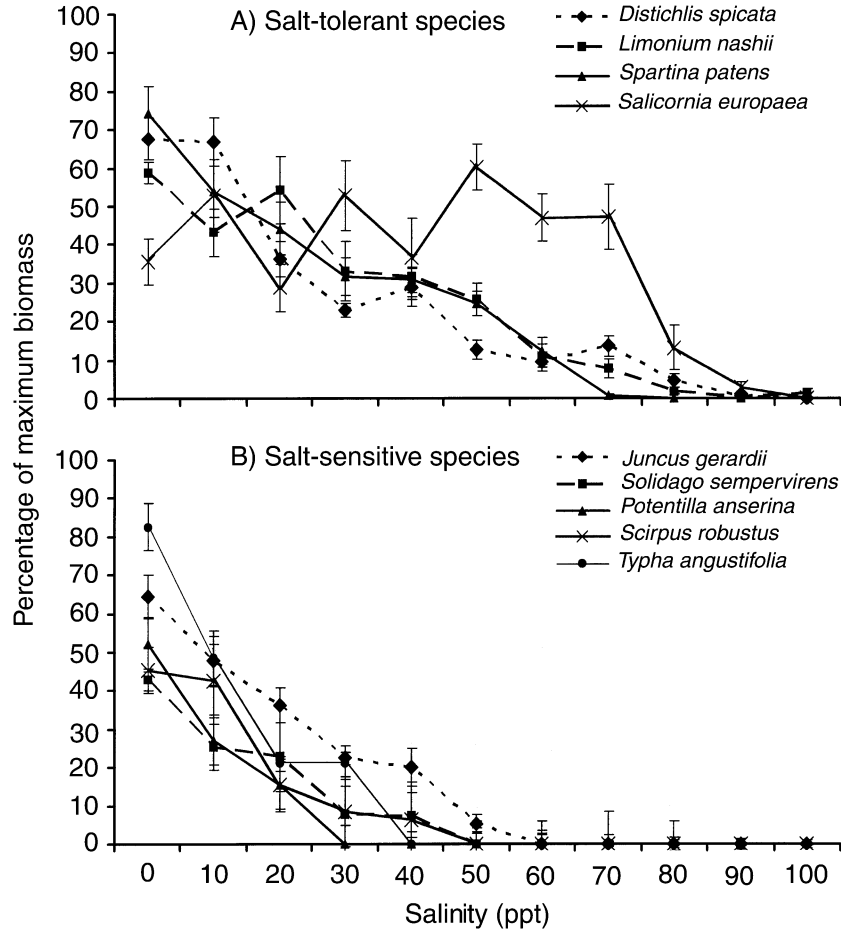 A) Salt-tolerant species
Distichlis spicata
Limonium nashii
Spartina patens
Salicornia europaea
100
90
80
70
60
50
40
30
20
10
0
Percentage of maximum biomass
B) Salt-sensitive species
Juncus gerardii
Solidago sempervirens
Potentilla anserina
Scirpus robustus
Typha angustifolia
100
90
80
70
60
50
40
30
20
10
0
0 10 20 30 40 50 60 70 80 90 100
Salinity (ppt)